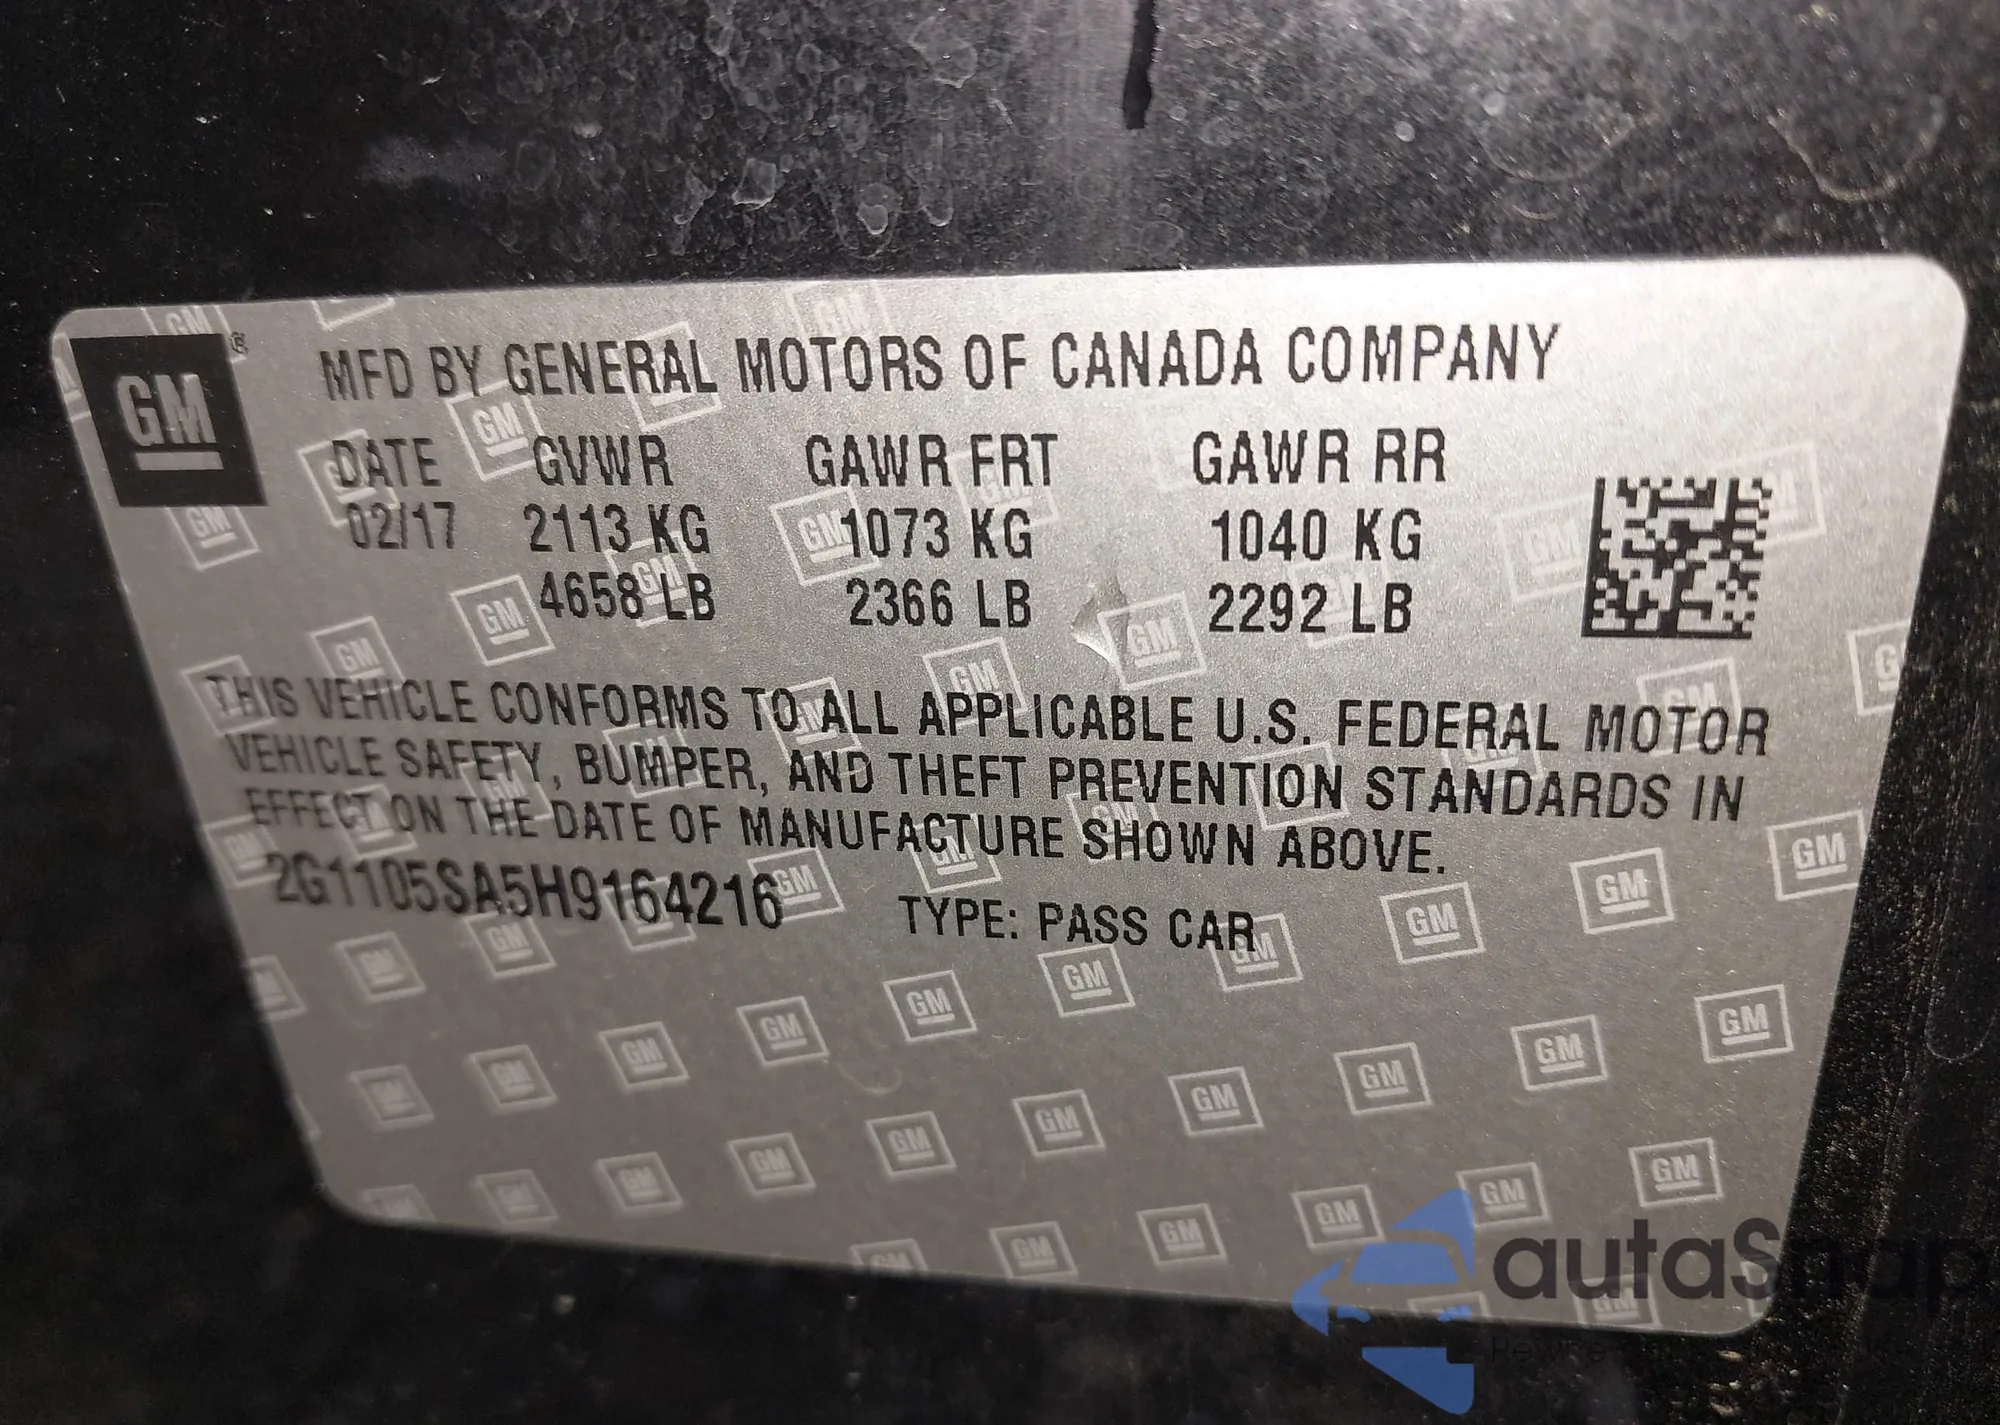 GM
MFD BY GENERAL MOTORS OF CANADA COMPANY
DATE GVWR GAWR FRT GAWR RR
02/17 2113 KG 1073 KG 1040 KG
4658 LB 2366 LB 2292 LB
THIS VEHICLE CONFORMS TO ALL APPLICABLE U.S. FEDERAL MOTOR
VEHICLE SAFETY, BUMPER, AND THEFT PREVENTION STANDARDS IN
EFFECT ON THE DATE OF MANUFACTURE SHOWN ABOVE.
2G1105SA5H9164216 TYPE: PASS CAR
autaSnap